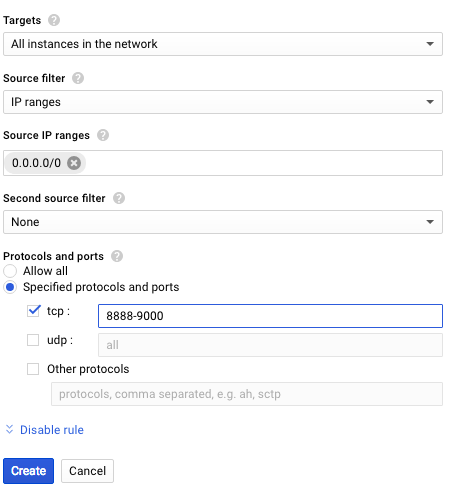 Targets
All instances in the network
Source filter
IP ranges
Source IP ranges
0.0.0.0/0
Second source filter
None
Protocols and ports
Allow all
Specified protocols and ports
tcp : 8888-9000
udp : all
Other protocols
protocols, comma separated, e.g. ah, sctp
Disable rule
Create Cancel